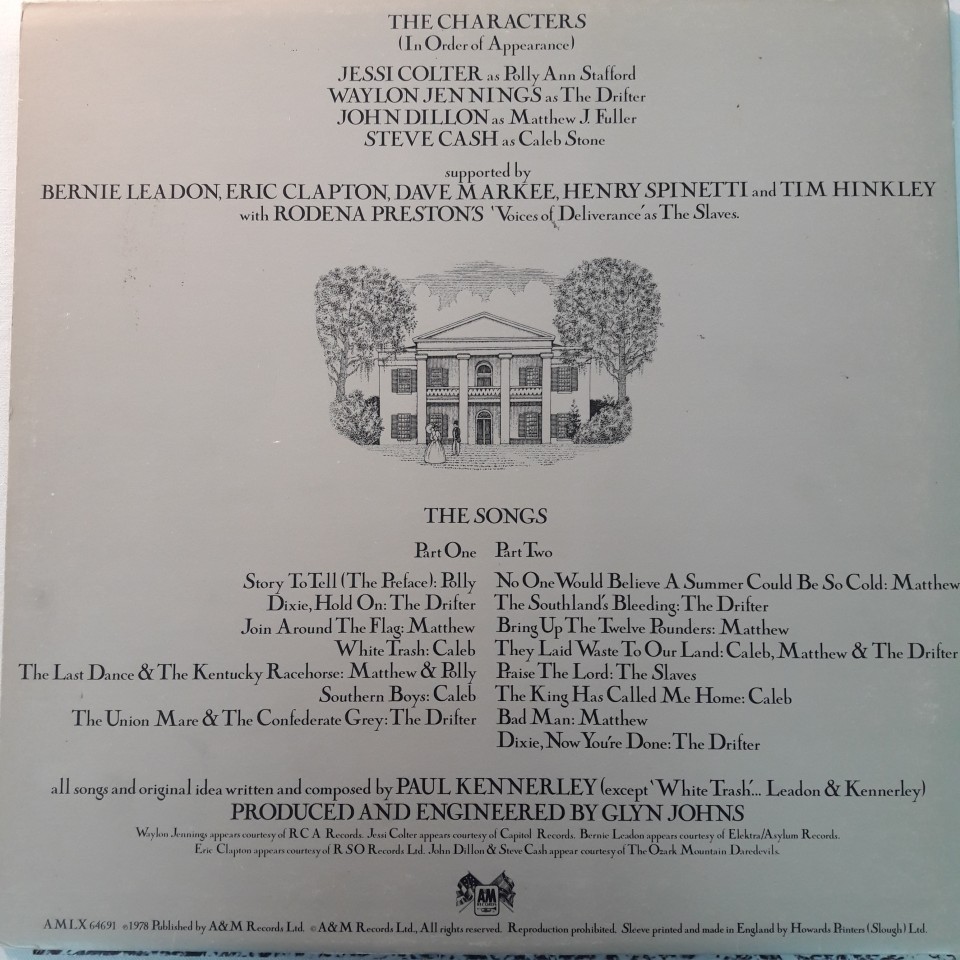 THE CHARACTERS
(In Order of Appearance)
JESSI COLTER as Polly Ann Stafford
WAYLON JENNINGS as The Drifter
JOHN DILLON as Matthew J. Fuller
STEVE CASH as Caleb Stone
supported by
BERNIE LEADON, ERIC CLAPTON, DAVE MARKEE, HENRY SPINETTI and TIM HINKLEY
with RODENA PRESTON'S 'Voices of Deliverance' as The Slaves.
THE SONGS
Part One
Story To Tell (The Preface): Polly
Dixie, Hold On: The Drifter
Join Around The Flag: Matthew
White Trash: Caleb
The Last Dance & The Kentucky Racehorse: Matthew & Polly
Southern Boys: Caleb
The Union Mare & The Confederate Grey: The Drifter
Part Two
No One Would Believe A Summer Could Be So Cold: Matthew
The Southland's Bleeding: The Drifter
Bring Up The Twelve Pounders: Matthew
They Laid Waste To Our Land: Caleb, Matthew & The Drifter
Praise The Lord: The Slaves
The King Has Called Me Home: Caleb
Bad Man: Matthew
Dixie, Now You're Done: The Drifter
all songs and original idea written and composed by PAUL KENNERLEY (except 'White Trash'... Leadon & Kennerley)
PRODUCED AND ENGINEERED BY GLYN JOHNS
Waylon Jennings appears courtesy of R C A Records. Jessi Colter appears courtesy of Capitol Records. Bernie Leadon appears courtesy of Elektra/Asylum Records.
Eric Clapton appears courtesy of R SO Records Ltd. John Dillon & Steve Cash appear courtesy of The Ozark Mountain Daredevils.
A&M
RECORDS
AMLX 64691 ℗1978 Published by A&M Records Ltd. ©A&M Records Ltd., All rights reserved. Reproduction prohibited. Sleeve printed and made in England by Howards Printers (Slough) Ltd.